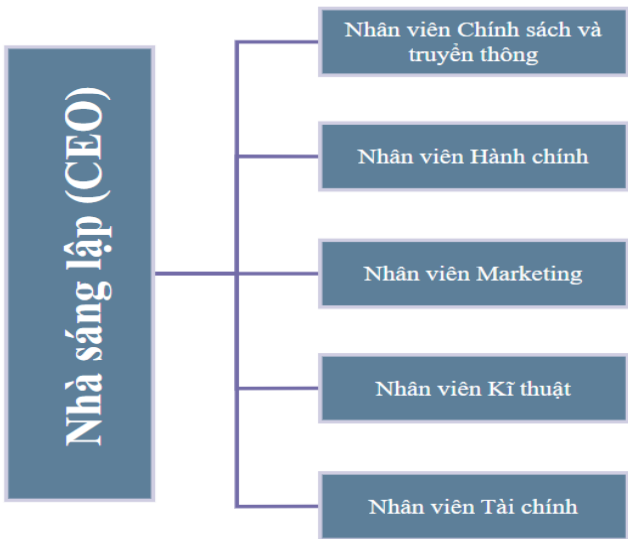 Nhà sáng lập (CEO)
Nhân viên Chính sách và
truyển thông
Nhân viên Hành chính
Nhân viên Marketing
Nhân viên Kĩ thuật
Nhân viên Tài chính